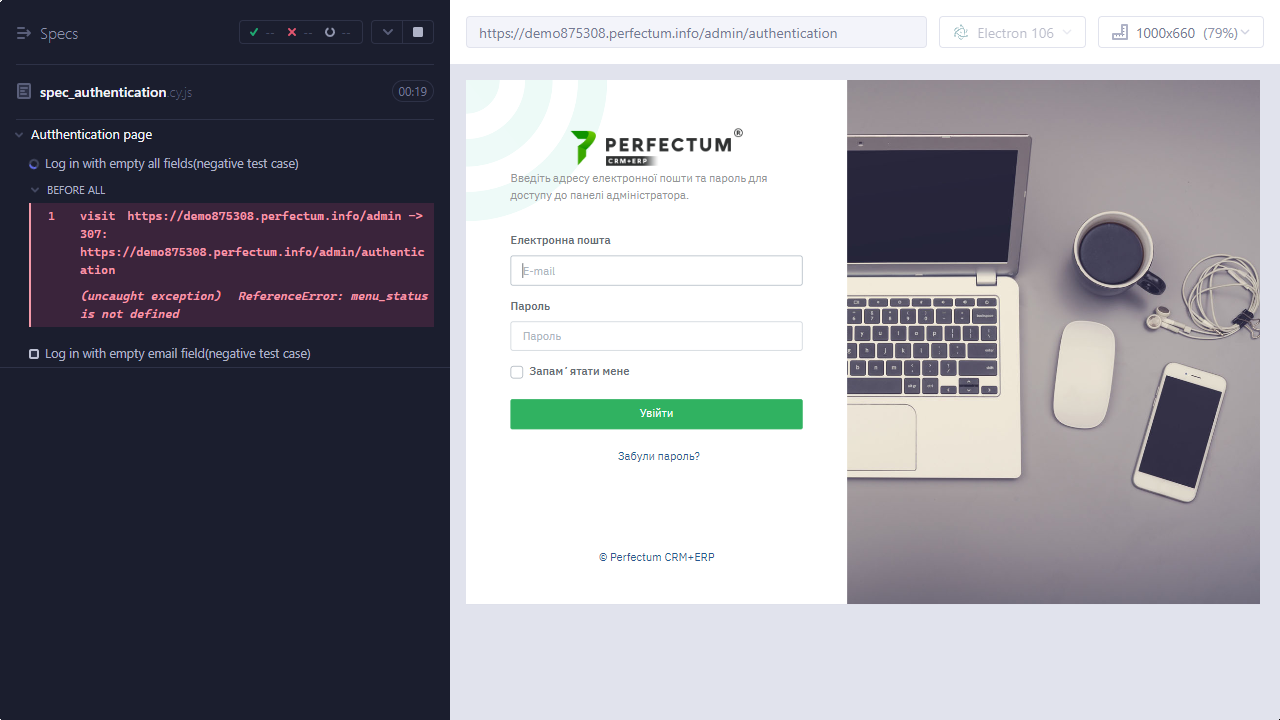 Specs
--
--
--
https://demo875308.perfectum.info/admin/authentication
Electron 106
1000x660 (79%)
spec_authentication.cy.js
00:19
Autthentication page
Log in with empty all fields(negative test case)
BEFORE ALL
1 visit https://demo875308.perfectum.info/admin —>
307:
https://demo875308.perfectum.info/admin/authentic
ation
(uncaught exception) ReferenceError: menu_status
is not defined
Log in with empty email field(negative test case)
PERFECTUM®
CRM+ERP
Введіть адресу електронної пошти та пароль для
доступу до панелі адміністратора.
Електронна пошта
E-mail
Пароль
Пароль
Запам´ятати мене
Увійти
Забули пароль?
© Perfectum CRM+ERP